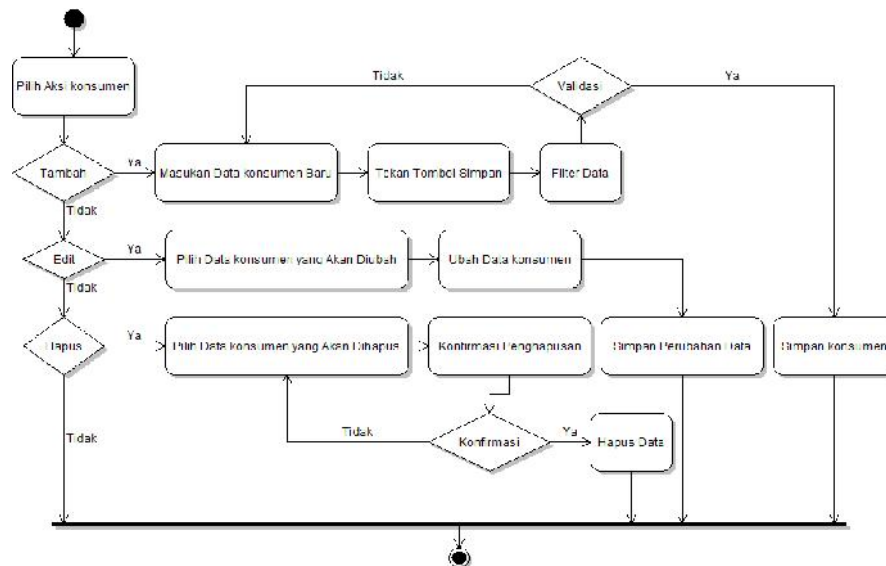 Pilih Aksi konsumen
Tidak
Validasi
Ya
Tambah
Ya
Masukan Data konsumen Baru
Tekan Tombol Simpan
Filter Data
Tidak
Edit
Ya
Pilih Data konsumen yang Akan Diubah
Ubah Data konsumen
Tidak
Hapus
Ya
Pilih Data konsumen yang Akan Dihapus
Konfirmasi Penghapusan
Simpan Perubahan Data
Simpan konsumen
Tidak
Tidak
Konfirmasi
Ya
Hapus Data